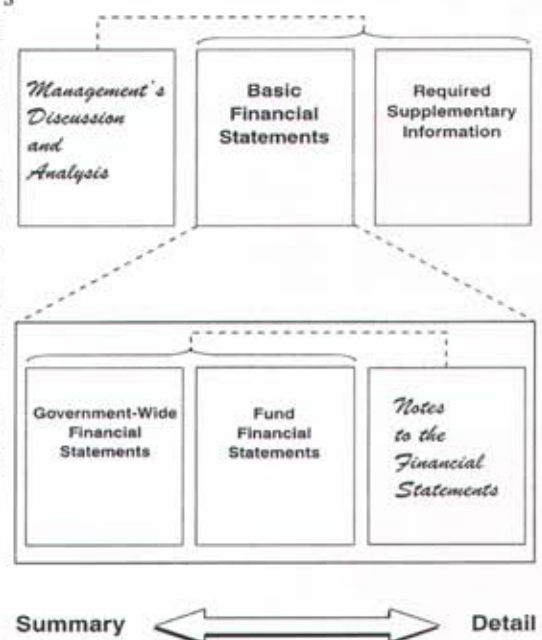 Management's
Discussion
and
Analysis
Basic
Financial
Statements
Required
Supplementary
Information
Government-Wide
Financial
Statements
Fund
Financial
Statements
Notes
to the
Financial
Statements
Summary
Detail